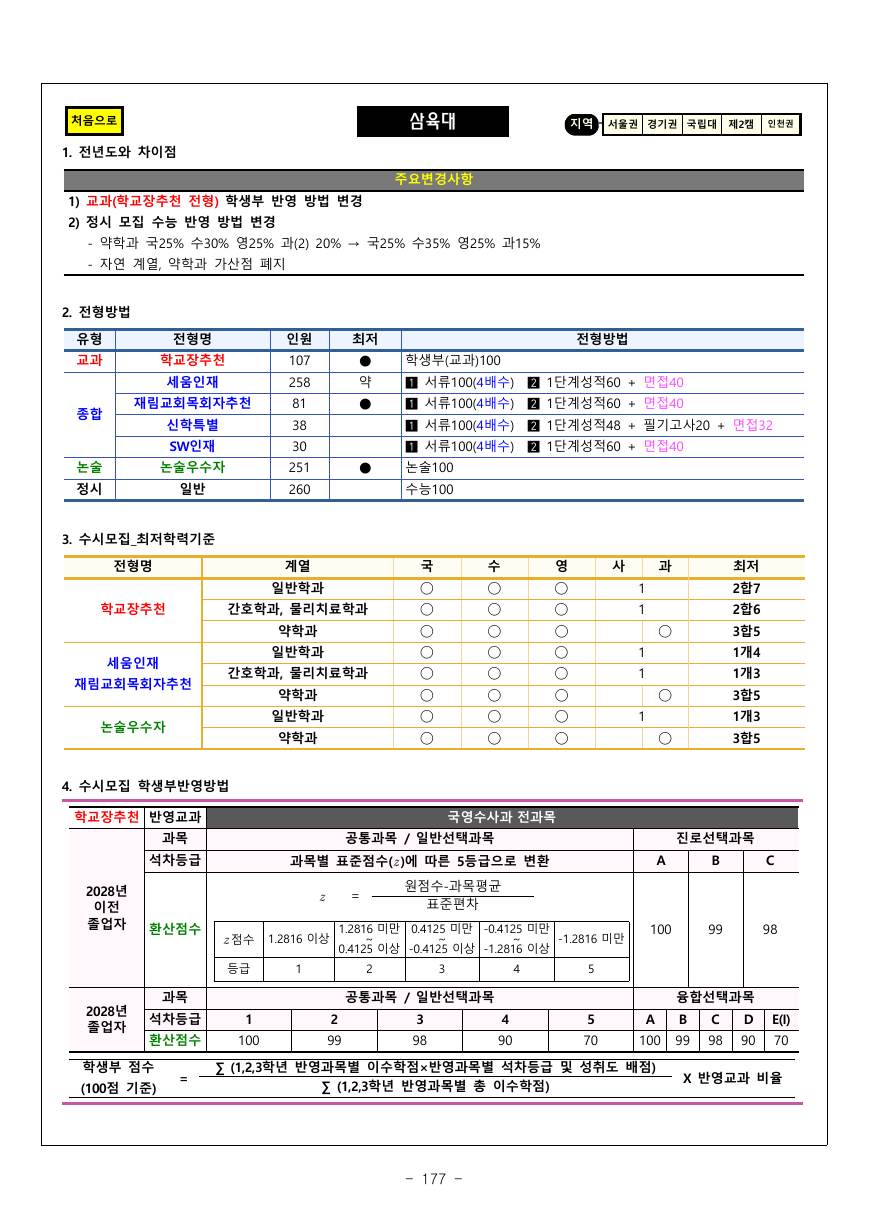 처음으로
삼육대
지역 서울권 경기권 국립대 제2캠 인천권
1. 전년도와 차이점
주요변경사항
1) 교과(학교장추천 전형) 학생부 반영 방법 변경
2) 정시 모집 수능 반영 방법 변경
- 약학과 국25% 수30% 영25% 과(2) 20% → 국25% 수35% 영25% 과15%
- 자연 계열, 약학과 가산점 폐지
2. 전형방법
유형 전형명 인원 최저 전형방법
교과 학교장추천 107 ● 학생부(교과)100
종합 세움인재 258 약 1 서류100(4배수) 2 1단계성적60 + 면접40
재림교회목회자추천 81 ● 1 서류100(4배수) 2 1단계성적60 + 면접40
신학특별 38 1 서류100(4배수) 2 1단계성적48 + 필기고사20 + 면접32
SW인재 30 1 서류100(4배수) 2 1단계성적60 + 면접40
논술 논술우수자 251 ● 논술100
정시 일반 260 수능100
3. 수시모집_최저학력기준
전형명 계열 국 수 영 사 과 최저
학교장추천 일반학과 ○ ○ ○ 1 2합7
간호학과, 물리치료학과 ○ ○ ○ 1 2합6
약학과 ○ ○ ○ ○ 3합5
세움인재
재림교회목회자추천 일반학과 ○ ○ ○ 1 1개4
간호학과, 물리치료학과 ○ ○ ○ 1 1개3
약학과 ○ ○ ○ ○ 3합5
논술우수자 일반학과 ○ ○ ○ 1 1개3
약학과 ○ ○ ○ ○ 3합5
4. 수시모집 학생부반영방법
학교장추천 반영교과 국영수사과 전과목
2028년
이전
졸업자
과목 공통과목 / 일반선택과목 진로선택과목
석차등급 과목별 표준점수(z)에 따른 5등급으로 변환 A B C
환산점수
z = 원점수-과목평균
표준편차
z점수 1.2816 이상 1.2816 미만 ~ 0.4125 이상 0.4125 미만 ~ -0.4125 이상 -0.4125 미만 ~ -1.2816 이상 -1.2816 미만
등급 1 2 3 4 5
100 99 98
2028년
졸업자
과목 공통과목 / 일반선택과목 융합선택과목
석차등급 1 2 3 4 5 A B C D E(I)
환산점수 100 99 98 90 70 100 99 98 90 70
학생부 점수
(100점 기준)
=
∑ (1,2,3학년 반영과목별 이수학점×반영과목별 석차등급 및 성취도 배점)
∑ (1,2,3학년 반영과목별 총 이수학점)
X 반영교과 비율
- 177 -